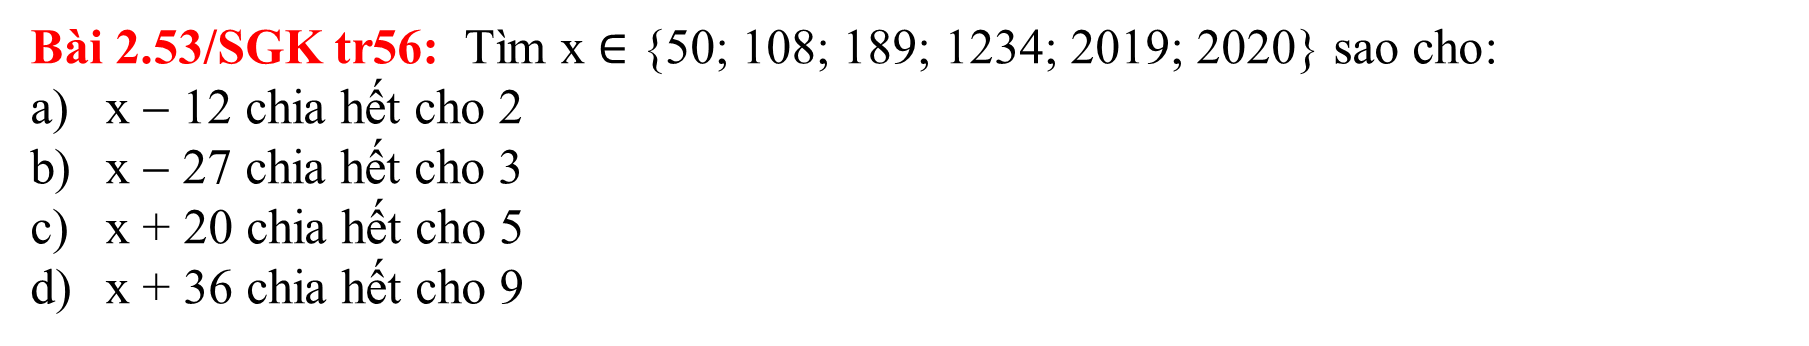 Bài 2.53/SGK tr56: Tìm x ∈ {50; 108; 189; 1234; 2019; 2020} sao cho:
a) x – 12 chia hết cho 2
b) x – 27 chia hết cho 3
c) x + 20 chia hết cho 5
d) x + 36 chia hết cho 9